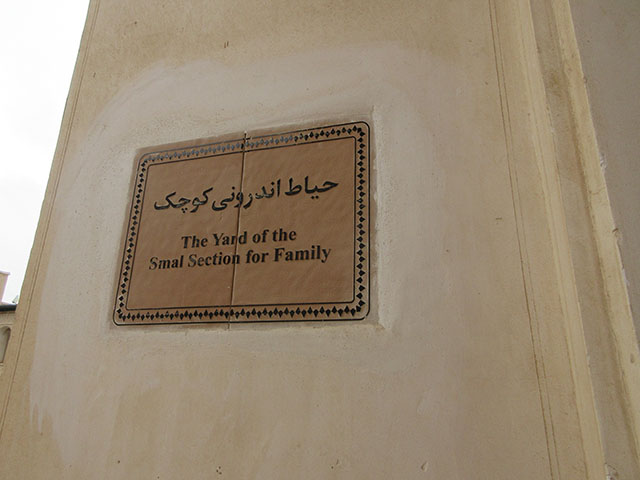 حیاط اندرونی کوچک
The Yard of the
Smal Section for Family